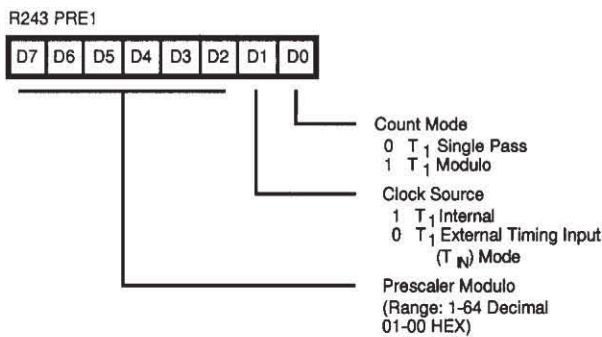 R243 PRE1
D7 D6 D5 D4 D3 D2 D1 D0
Count Mode
0 T1 Single Pass
1 T1 Modulo
Clock Source
1 T1 Internal
0 T1 External Timing Input
(TIN) Mode
Prescaler Modulo
(Range: 1-64 Decimal
01-00 HEX)